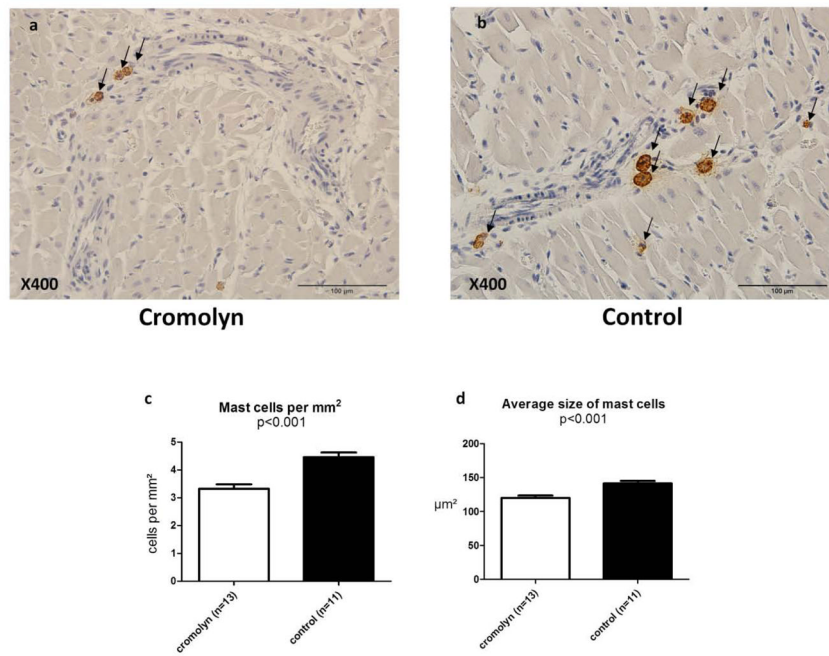 a
X400
100 µm
Cromolyn
b
X400
100 µm
Control
c
Mast cells per mm²
p<0.001
cells per mm²
5
4
3
2
1
0
cromolyn (n=13)
control (n=11)
d
Average size of mast cells
p<0.001
µm²
200
150
100
50
0
cromolyn (n=13)
control (n=11)